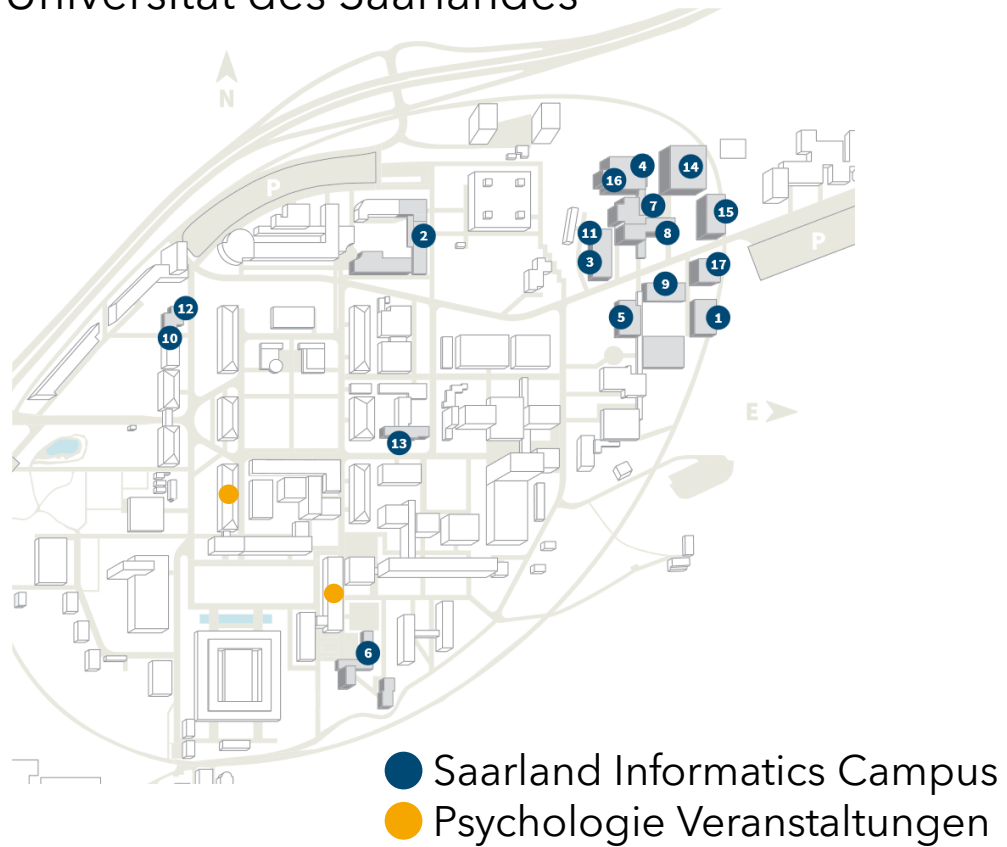 Universität des Saarlandes
N
P
4
14
16
7
15
2
11
8
P
3
17
9
12
5
1
10
E
13
6
Saarland Informatics Campus
Psychologie Veranstaltungen